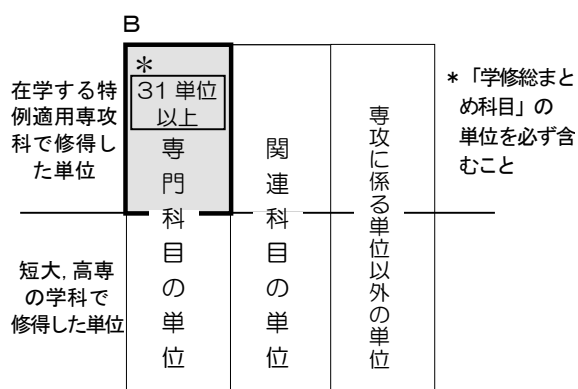 B
在学する特
例適用専攻
科で修得し
た単位
短大，高専
の学科で
修得した単位
＊
31 単位
以上
専門科目の単位
関連科目の単位
専攻に係る単位以外の単位
＊「学修総まと
め科目」の
単位を必ず含
むこと